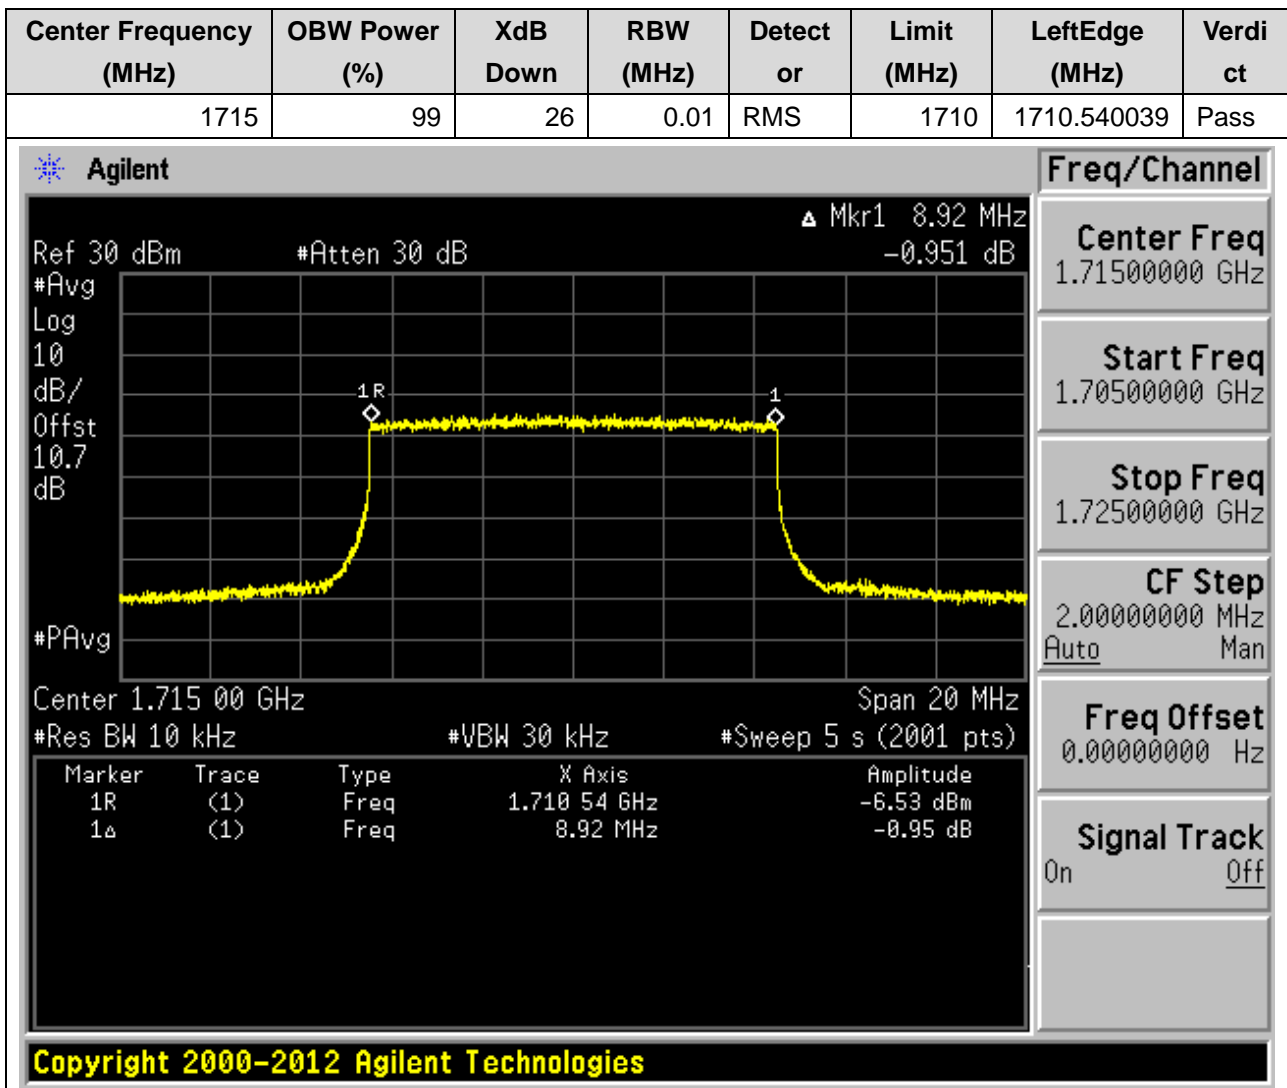 Center Frequency (MHz) OBW Power (%) XdB Down RBW (MHz) Detect or Limit (MHz) LeftEdge (MHz) Verdi ct
1715 99 26 0.01 RMS 1710 1710.540039 Pass
Agilent
Freq/Channel
Δ Mkr1 8.92 MHz
Ref 30 dBm #Atten 30 dB -0.951 dB
#Avg
Log
10
dB/
Offst
10.7
dB
#PAvg
1R
1
Center 1.715 00 GHz Span 20 MHz
#Res BW 10 kHz #VBW 30 kHz #Sweep 5 s (2001 pts)
Marker Trace Type X Axis Amplitude
1R (1) Freq 1.710 54 GHz -6.53 dBm
1Δ (1) Freq 8.92 MHz -0.95 dB
Center Freq
1.71500000 GHz
Start Freq
1.70500000 GHz
Stop Freq
1.72500000 GHz
CF Step
2.00000000 MHz
Auto Man
Freq Offset
0.00000000 Hz
Signal Track
On Off
Copyright 2000-2012 Agilent Technologies